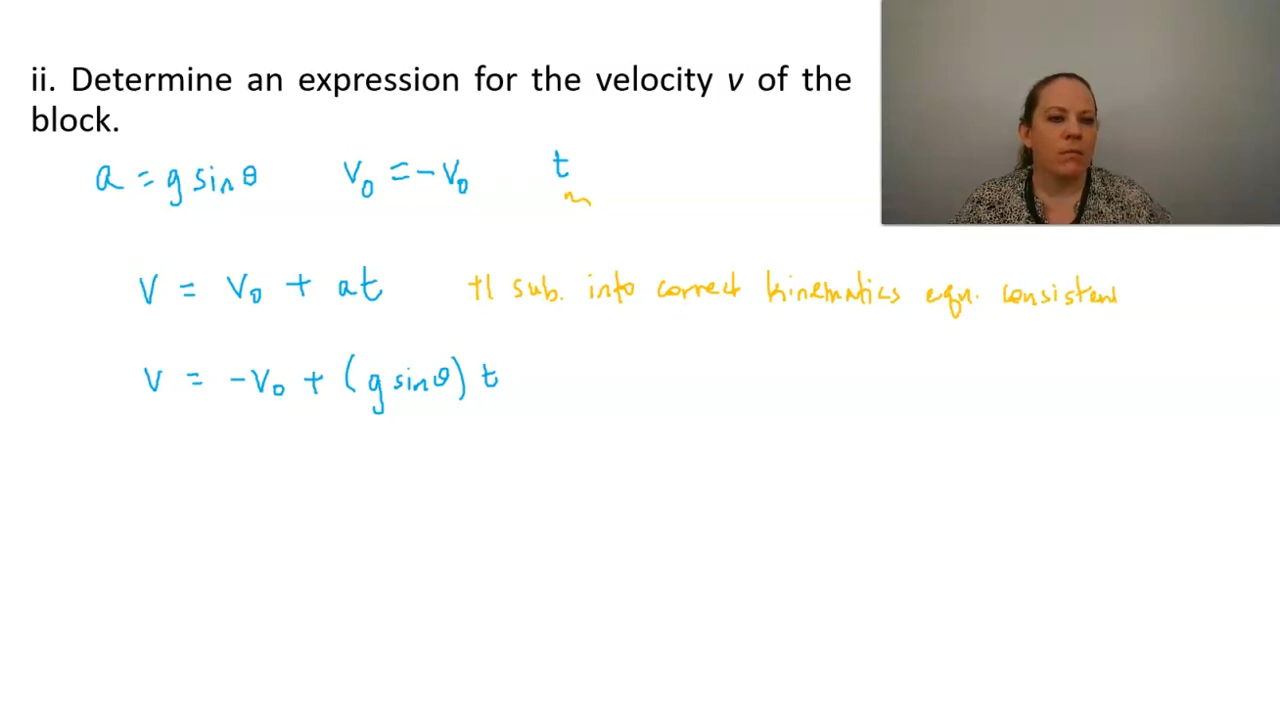 ii. Determine an expression for the velocity v of the
block.
a = g sin θ v₀ = -v₀ t
v = v₀ + at +1 sub. into correct kinematics eqn. consistent
v = -v₀ + (g sin θ) t